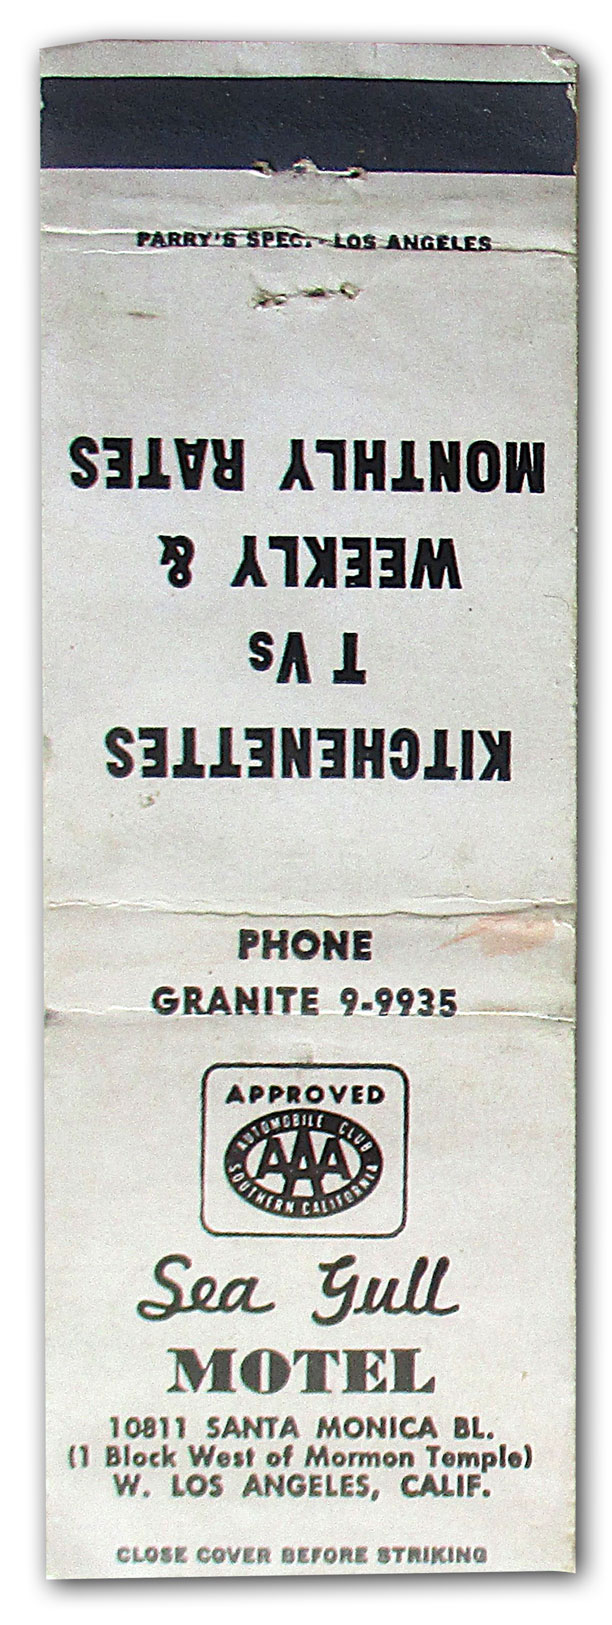 PARRY'S SPEC. - LOS ANGELES
KITCHENETTES
TVs
WEEKLY &
MONTHLY RATES
PHONE
GRANITE 9-9935
APPROVED
AUTOMOBILE CLUB
AAA
SOUTHERN CALIFORNIA
Sea Gull
MOTEL
10811 SANTA MONICA BL.
(1 Block West of Mormon Temple)
W. LOS ANGELES, CALIF.
CLOSE COVER BEFORE STRIKING